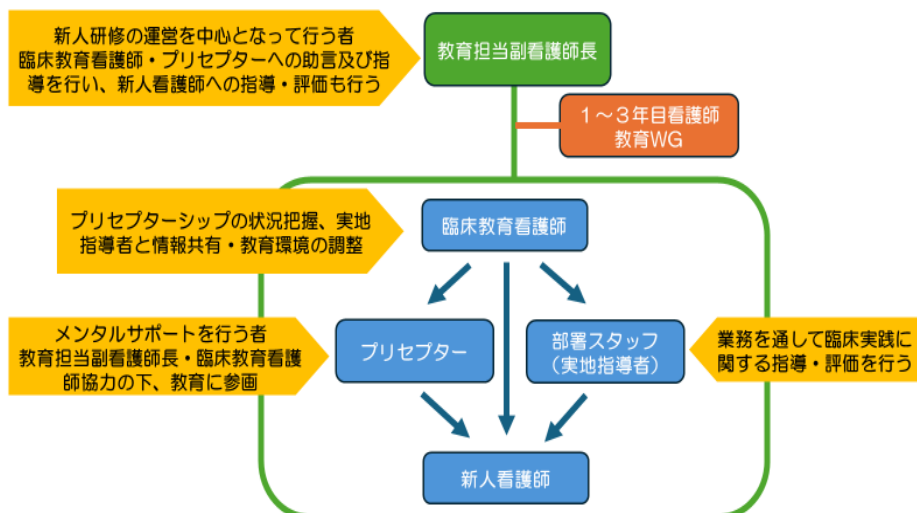 新人研修の運営を中心となって行う者
臨床教育看護師・プリセプターへの助言及び指
導を行い、新人看護師への指導・評価も行う
教育担当副看護師長
１～３年目看護師
教育WG
プリセプターシップの状況把握、実地
指導者と情報共有・教育環境の調整
臨床教育看護師
メンタルサポートを行う者
教育担当副看護師長・臨床教育看護
師協力の下、教育に参画
プリセプター
部署スタッフ
（実地指導者）
業務を通して臨床実践に
関する指導・評価を行う
新人看護師